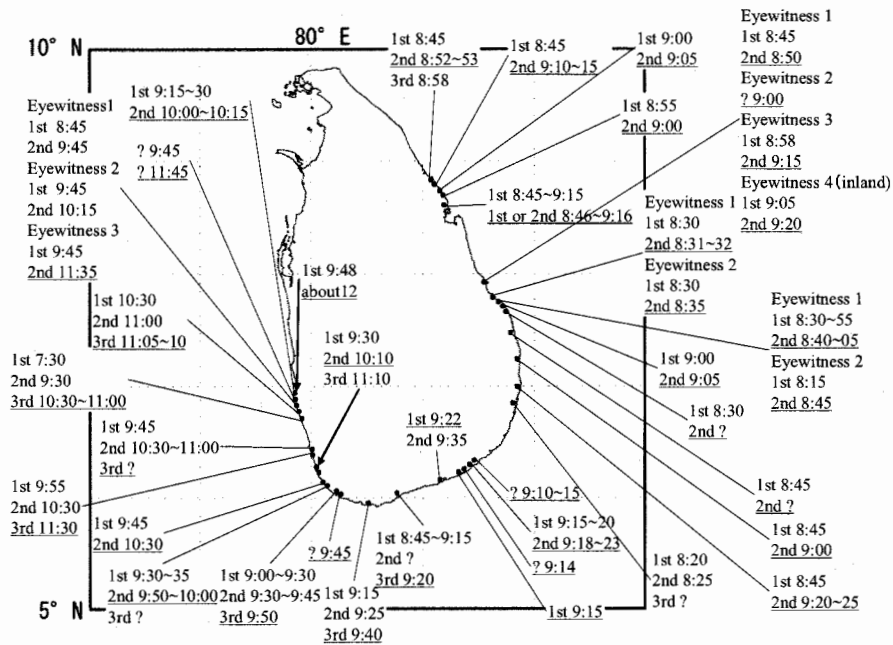 80° E
10° N
1st 8:45
2nd 8:52~53
3rd 8:58
1st 8:45
2nd 9:10~15
1st 9:00
2nd 9:05
Eyewitness 1
1st 8:45
2nd 8:50
Eyewitness 2
? 9:00
Eyewitness 3
1st 8:58
2nd 9:15
Eyewitness 4 (inland)
1st 9:05
2nd 9:20
1st 9:15~30
2nd 10:00~10:15
Eyewitness1
1st 8:45
2nd 9:45
Eyewitness 2
1st 9:45
2nd 10:15
Eyewitness 3
1st 9:45
2nd 11:35
? 9:45
? 11:45
1st 8:55
2nd 9:00
1st 8:45~9:15
1st or 2nd 8:46~9:16
Eyewitness 1
1st 8:30
2nd 8:31~32
Eyewitness 2
1st 8:30
2nd 8:35
1st 9:48
about12
1st 10:30
2nd 11:00
3rd 11:05~10
1st 9:30
2nd 10:10
3rd 11:10
Eyewitness 1
1st 8:30~55
2nd 8:40~05
Eyewitness 2
1st 8:15
2nd 8:45
1st 9:00
2nd 9:05
1st 7:30
2nd 9:30
3rd 10:30~11:00
1st 8:30
2nd ?
1st 9:45
2nd 10:30~11:00
3rd ?
1st 9:22
2nd 9:35
1st 9:55
2nd 10:30
3rd 11:30
1st 8:45
2nd ?
? 9:10~15
1st 9:45
2nd 10:30
1st 9:15~20
2nd 9:18~23
? 9:14
1st 8:45
2nd 9:00
? 9:45
1st 8:45~9:15
2nd ?
3rd 9:20
1st 8:20
2nd 8:25
3rd ?
1st 9:30~35
2nd 9:50~10:00
3rd ?
1st 9:00~9:30
2nd 9:30~9:45
3rd 9:50
1st 9:15
2nd 9:25
3rd 9:40
1st 9:15
1st 8:45
2nd 9:20~25
5° N